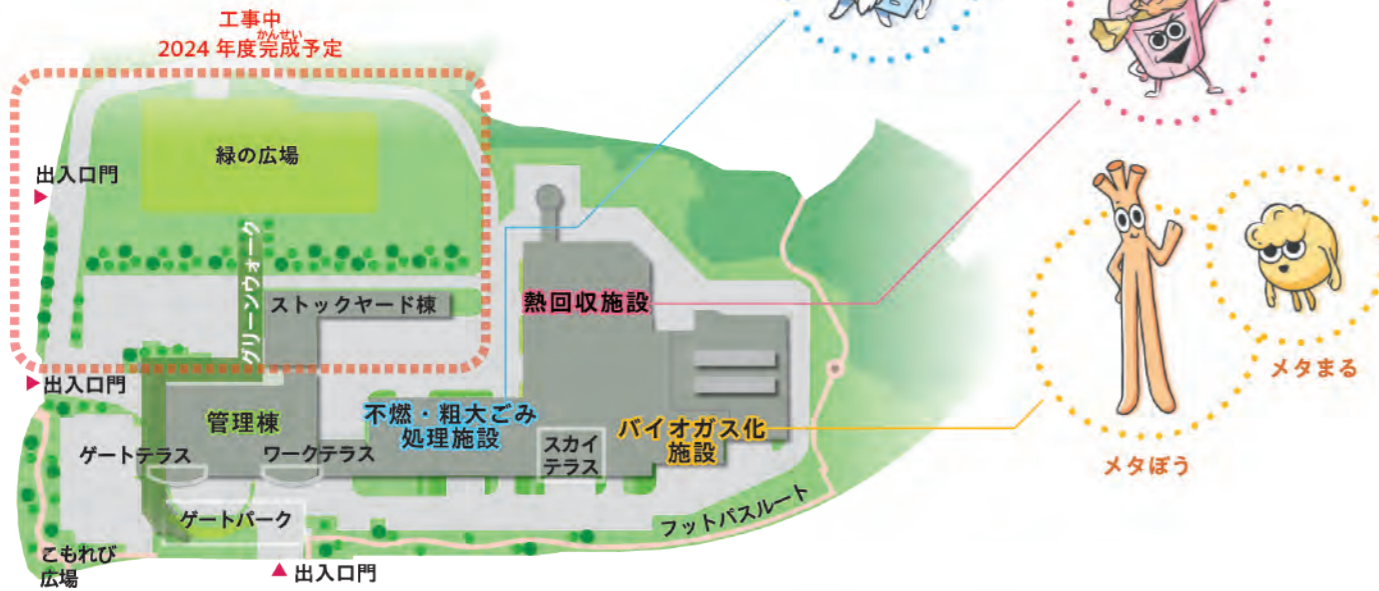 工事中
かんせい
2024年度完成予定
緑の広場
出入口門
グリーンウォーク
ストックヤード棟
熱回収施設
出入口門
管理棟
不燃・粗大ごみ
処理施設
バイオガス化
施設
スカイ
テラス
ゲートテラス
ワークテラス
ゲートパーク
フットパスルート
こもれび
広場
出入口門
メタまる
メタぼう